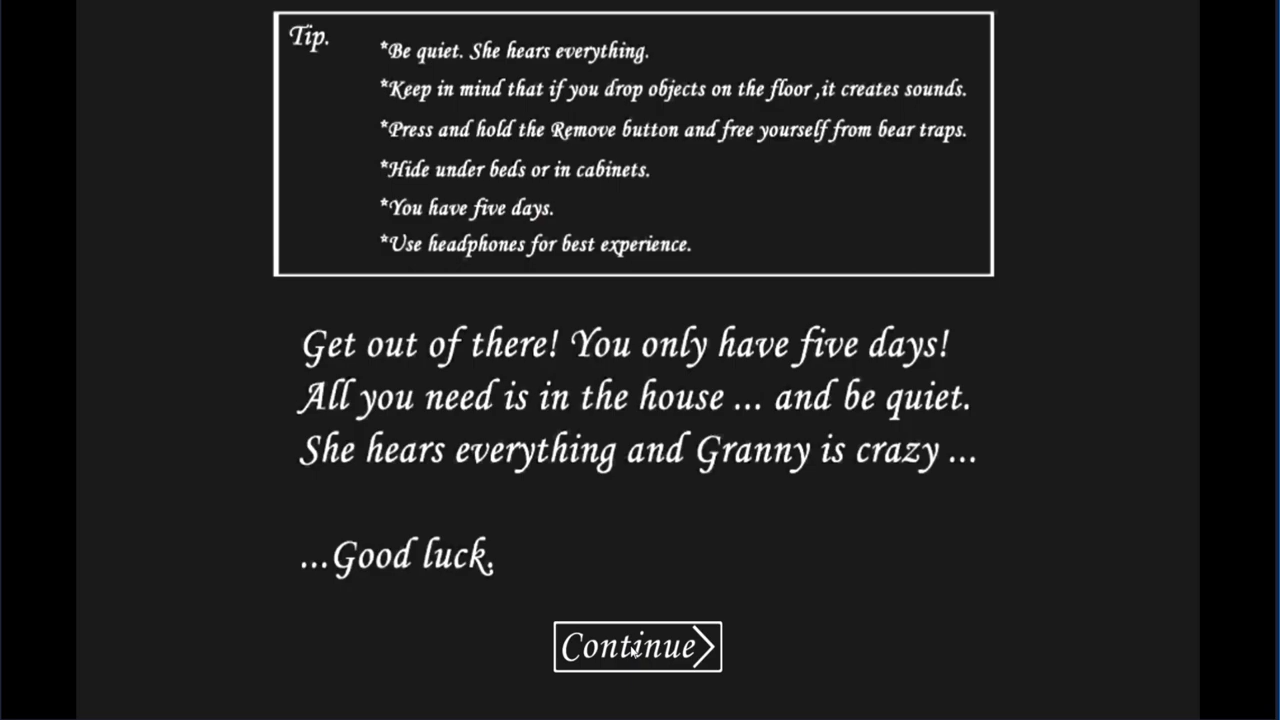 Tip.
*Be quiet. She hears everything.
*Keep in mind that if you drop objects on the floor ,it creates sounds.
*Press and hold the Remove button and free yourself from bear traps.
*Hide under beds or in cabinets.
*You have five days.
*Use headphones for best experience.
Get out of there! You only have five days!
All you need is in the house ... and be quiet.
She hears everything and Granny is crazy ...
...Good luck.
Continue